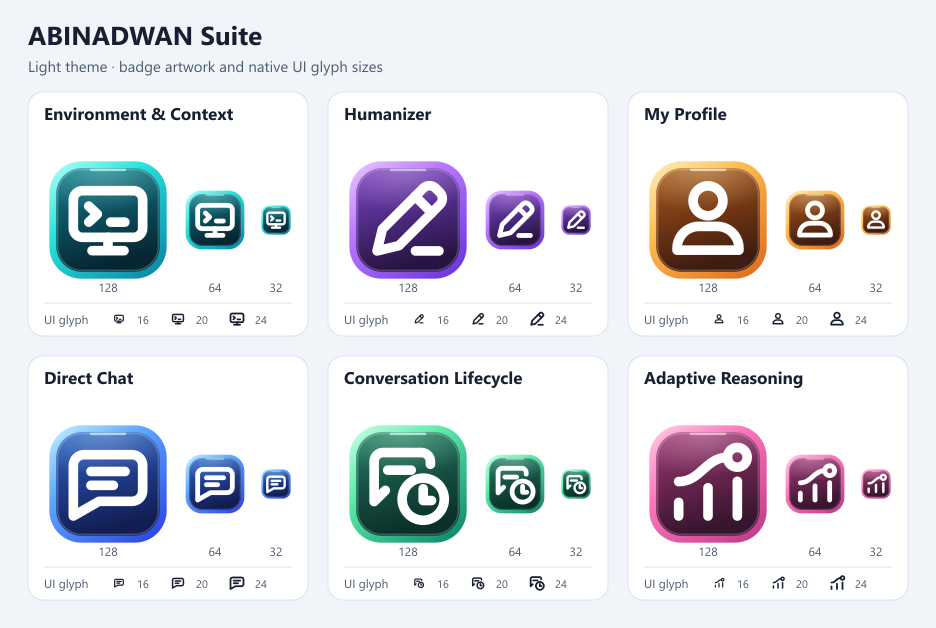 ABINADWAN Suite
Light theme · badge artwork and native UI glyph sizes
Environment & Context
128 64 32
UI glyph 16 20 24
Humanizer
128 64 32
UI glyph 16 20 24
My Profile
128 64 32
UI glyph 16 20 24
Direct Chat
128 64 32
UI glyph 16 20 24
Conversation Lifecycle
128 64 32
UI glyph 16 20 24
Adaptive Reasoning
128 64 32
UI glyph 16 20 24